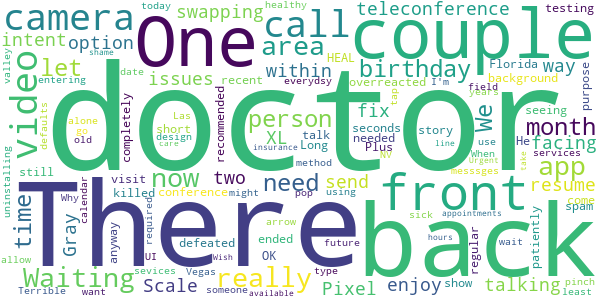 today
healthy
shame
camera
One
call
couple
teleconference
swapping
testing
intent
option
area
birthday
let
issues
recent
HEAL
within
Florida
way
entering
date
everydsy
overreacted
I'm
background
purpose
valley
video
doctor
completely
alone
go
Las
short
recommended
person
fix
tap
field
years
seeing
defaults
old
design
care
XL
seconds
story
We
month
insurance
talk
needed
line
use
He
facing
uninstalling
still
now
two
Long
method
Plus
NV
When
services
app
There
need
send
urgent
messsges
take
front
back
Why
calendar
killed
visit
conference
might
pop
using
sick
appointments
resume
come
time
Gray
required
arrow
future
defeated
hours
wait
regular
patiently
spam
allow
anyway
UI
sevices
ended
OK
type
Waiting
really
Scale
Vegas
Wish
Pixel
enjoy
show
talking
pinch
least
Terrible
want
someone
available